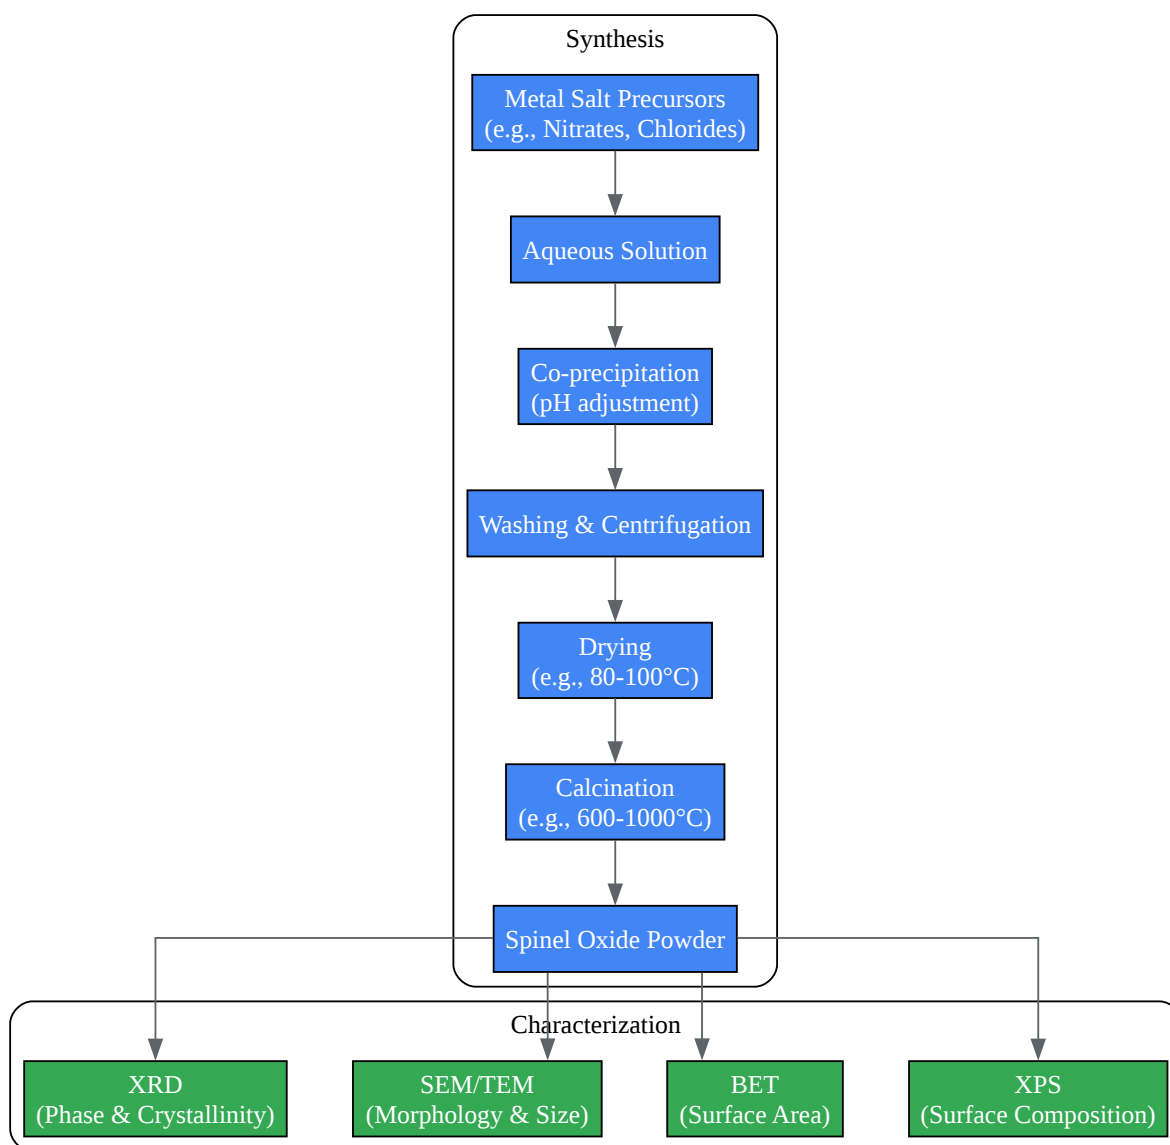 Synthesis
Metal Salt Precursors
(e.g., Nitrates, Chlorides)
Aqueous Solution
Co-precipitation
(pH adjustment)
Washing & Centrifugation
Drying
(e.g., 80-100°C)
Calcination
(e.g., 600-1000°C)
Spinel Oxide Powder
Characterization
XRD
(Phase & Crystallinity)
SEM/TEM
(Morphology & Size)
BET
(Surface Area)
XPS
(Surface Composition)